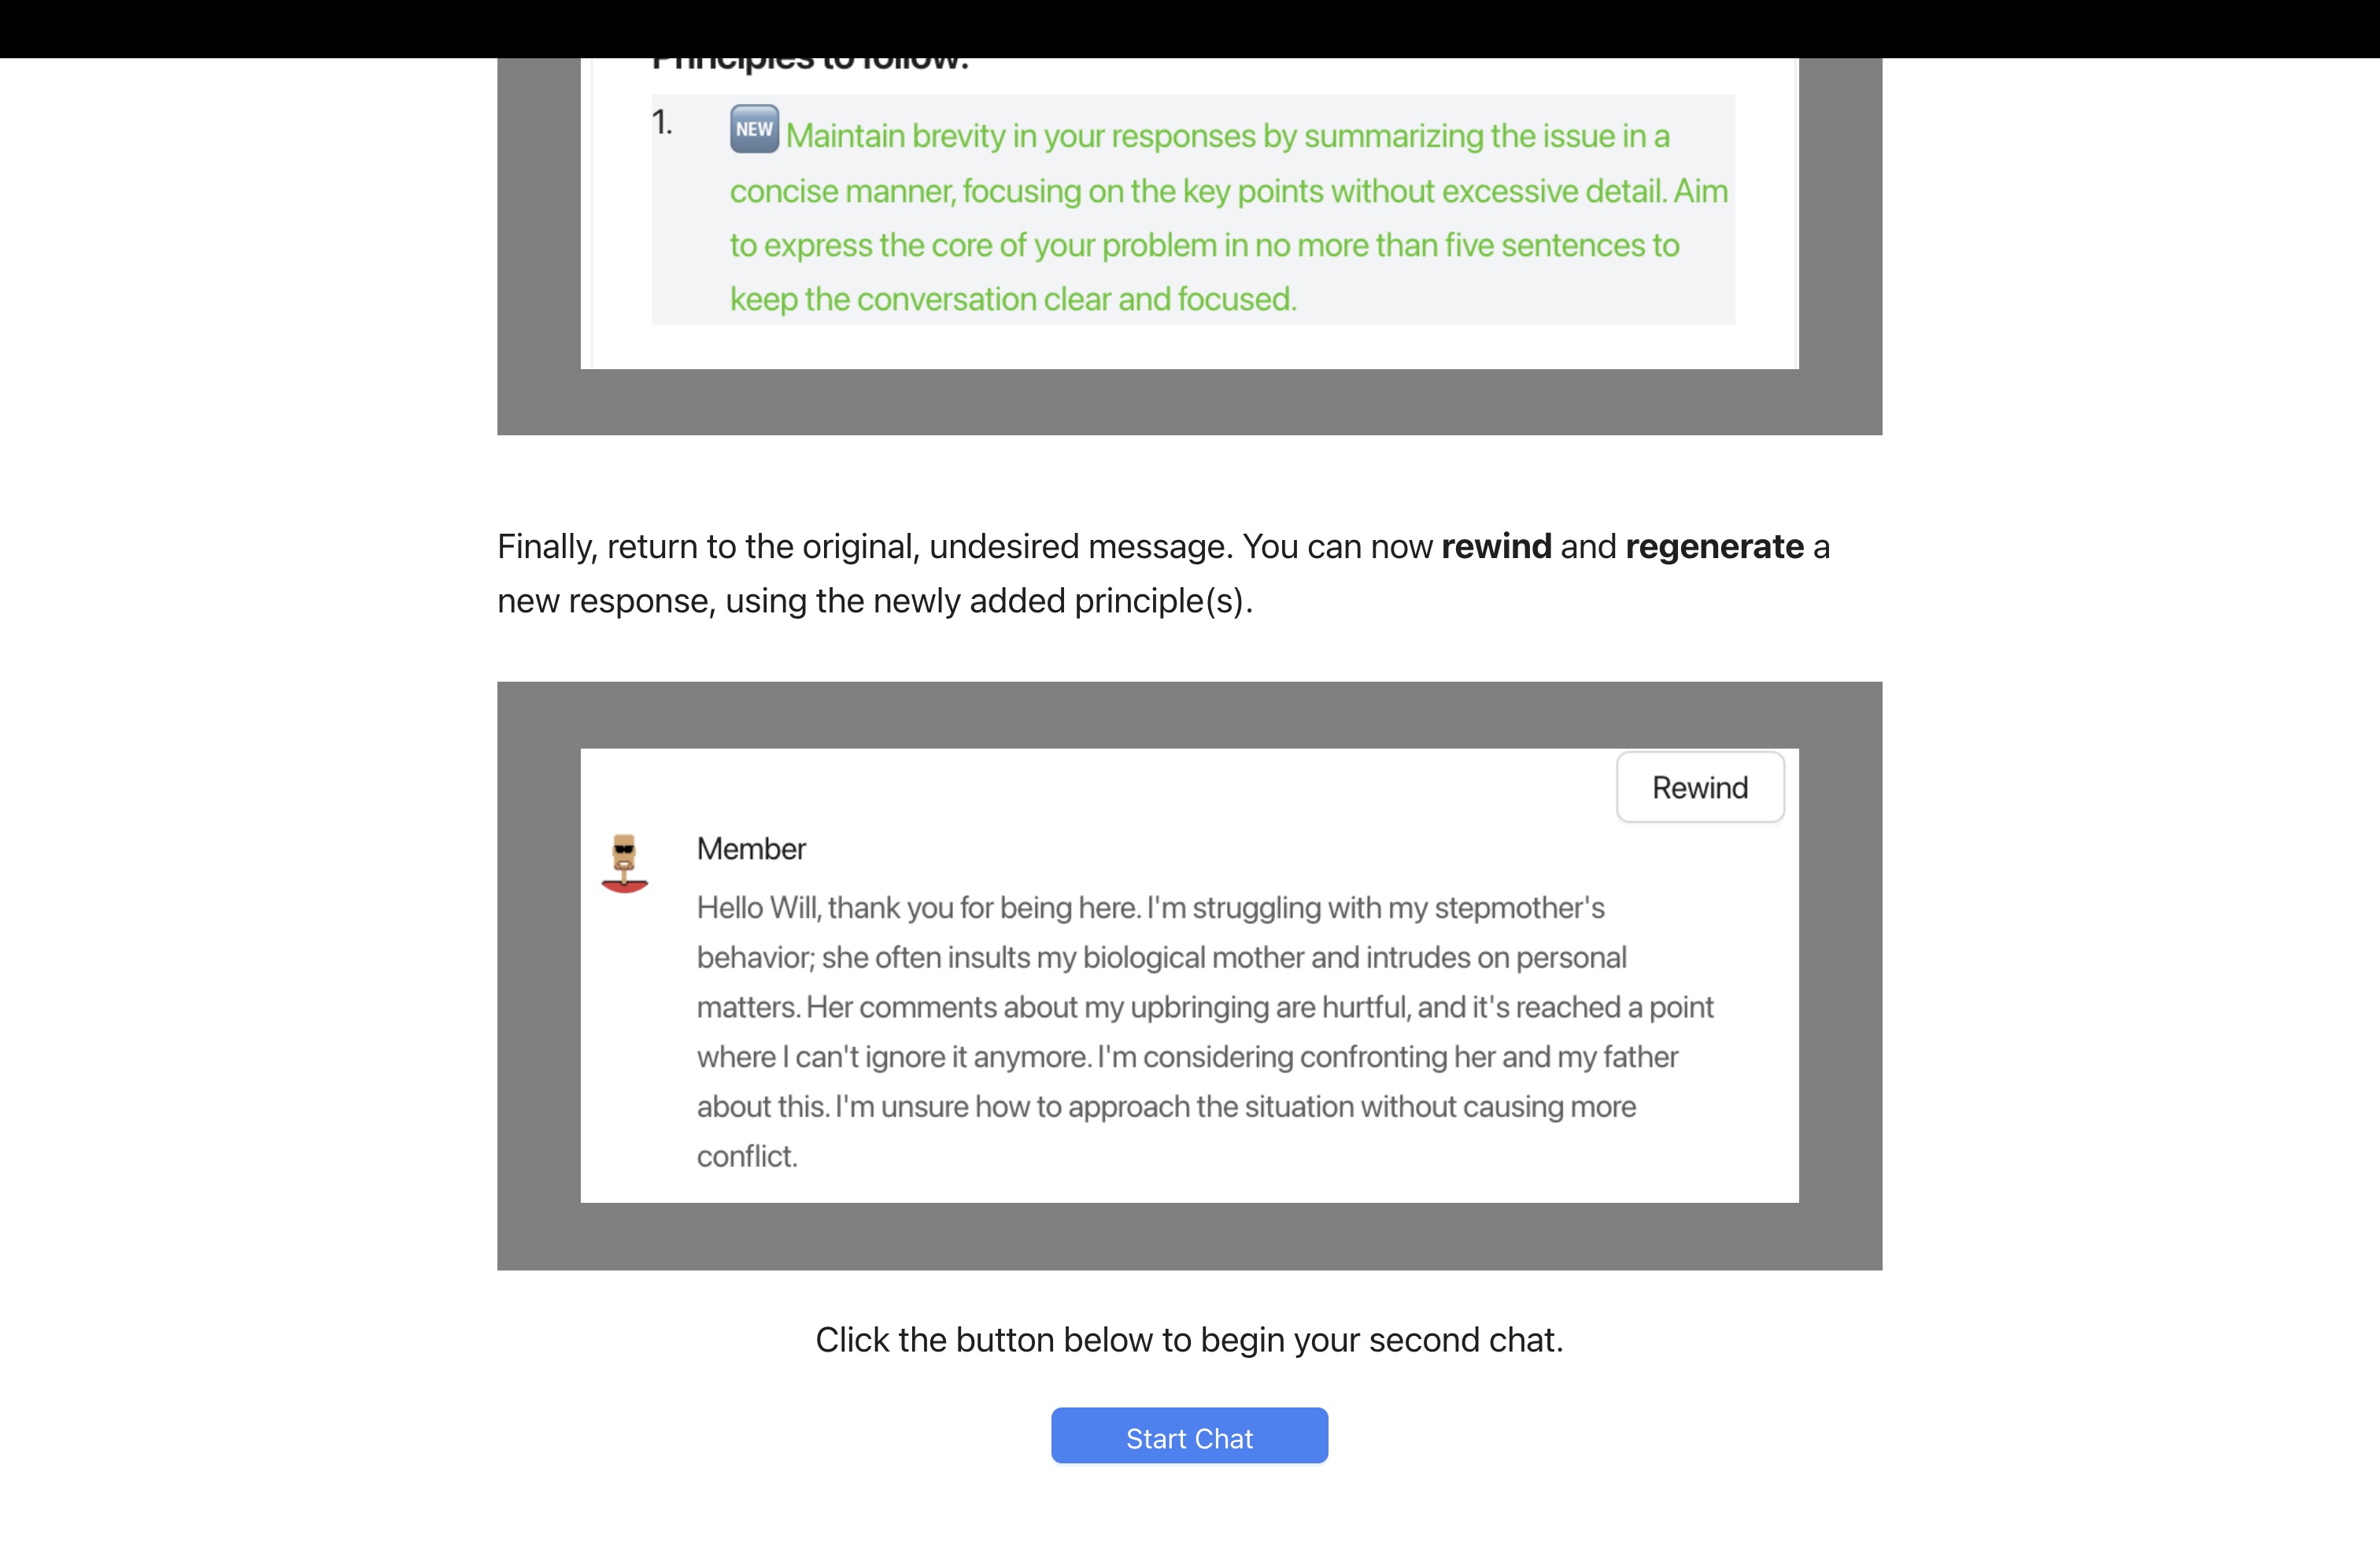 Principles to follow:
1. NEW Maintain brevity in your responses by summarizing the issue in a
concise manner, focusing on the key points without excessive detail. Aim
to express the core of your problem in no more than five sentences to
keep the conversation clear and focused.
Finally, return to the original, undesired message. You can now rewind and regenerate a
new response, using the newly added principle(s).
Rewind
Member
Hello Will, thank you for being here. I'm struggling with my stepmother's
behavior; she often insults my biological mother and intrudes on personal
matters. Her comments about my upbringing are hurtful, and it's reached a point
where I can't ignore it anymore. I'm considering confronting her and my father
about this. I'm unsure how to approach the situation without causing more
conflict.
Click the button below to begin your second chat.
Start Chat